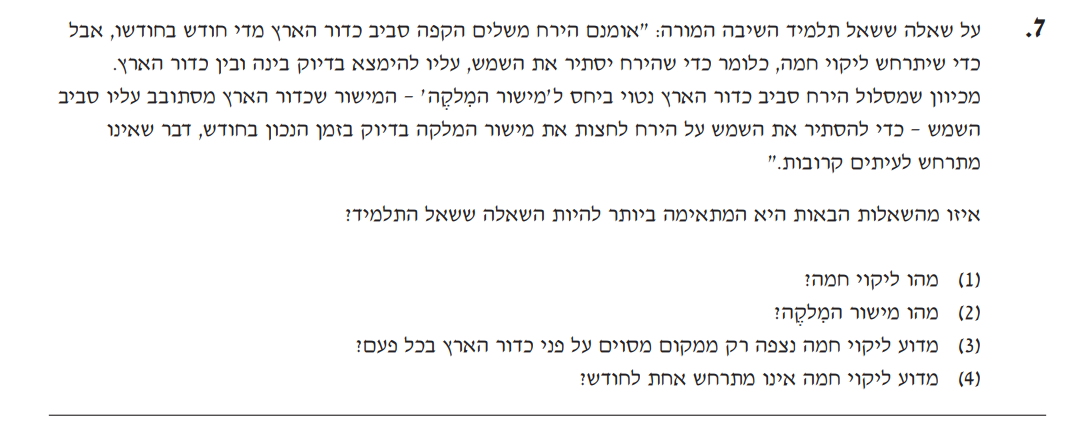 7. על שאלה ששאל תלמיד השיבה המורה: "אומנם הירח משלים הקפה סביב כדור הארץ מדי חודש בחודשו, אבל
כדי שיתרחש ליקוי חמה, כלומר כדי שהירח יסתיר את השמש, עליו להימצא בדיוק בינה ובין כדור הארץ.
מכיוון שמסלול הירח סביב כדור הארץ נטוי ביחס ל'מישור המִלקֶה' – המישור שכדור הארץ מסתובב עליו סביב
השמש – כדי להסתיר את השמש על הירח לחצות את מישור המלקה בדיוק בזמן הנכון בחודש, דבר שאינו
מתרחש לעיתים קרובות."
איזו מהשאלות הבאות היא המתאימה ביותר להיות השאלה ששאל התלמיד?
(1) מהו ליקוי חמה?
(2) מהו מישור המִלקֶה?
(3) מדוע ליקוי חמה נצפה רק ממקום מסוים על פני כדור הארץ בכל פעם?
(4) מדוע ליקוי חמה אינו מתרחש אחת לחודש?